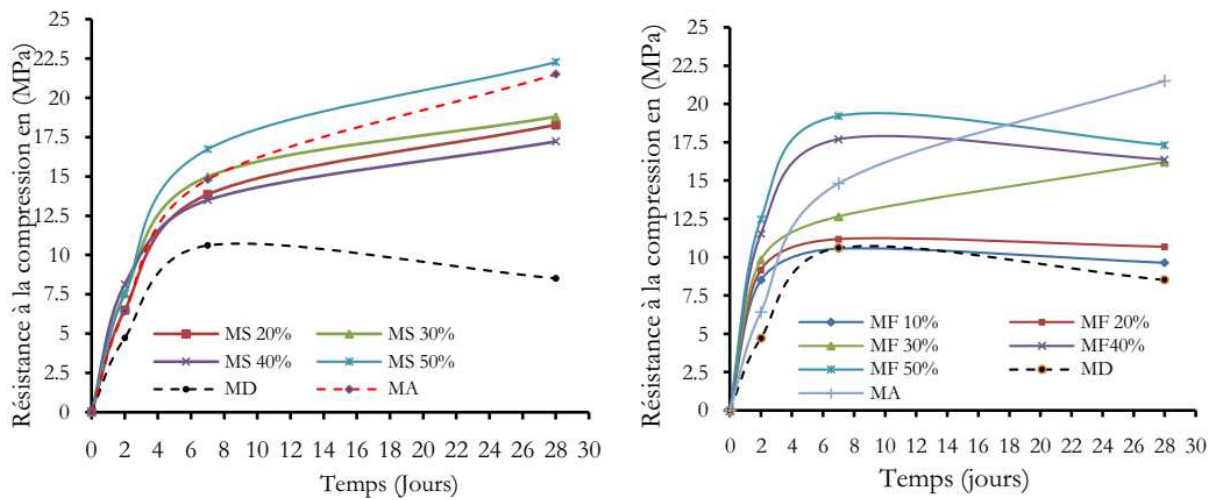 Résistance à la compression en (MPa)
25
22.5
20
17.5
15
12.5
10
7.5
5
2.5
0
MS 20% MS 30%
MS 40% MS 50%
MD MA
0 2 4 6 8 10 12 14 16 18 20 22 24 26 28 30
Temps (Jours)
Résistance à la compression en (MPa)
25
22.5
20
17.5
15
12.5
10
7.5
5
2.5
0
MF 10% MF 20%
MF 30% MF40%
MF 50% MD
MA
0 2 4 6 8 10 12 14 16 18 20 22 24 26 28 30
Temps (jours)